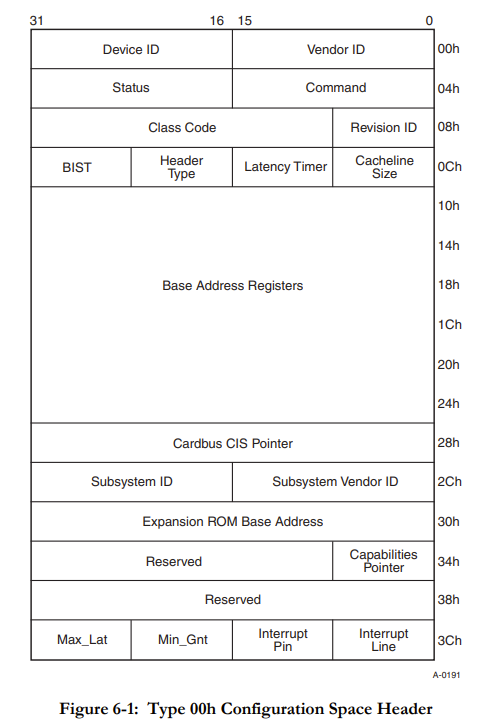 31 16 15 0
Device ID Vendor ID 00h
Status Command 04h
Class Code Revision ID 08h
BIST Header Type Latency Timer Cacheline Size 0Ch
10h
14h
Base Address Registers 18h
1Ch
20h
24h
Cardbus CIS Pointer 28h
Subsystem ID Subsystem Vendor ID 2Ch
Expansion ROM Base Address 30h
Reserved Capabilities Pointer 34h
Reserved 38h
Max_Lat Min_Gnt Interrupt Pin Interrupt Line 3Ch
A-0191
Figure 6-1: Type 00h Configuration Space Header